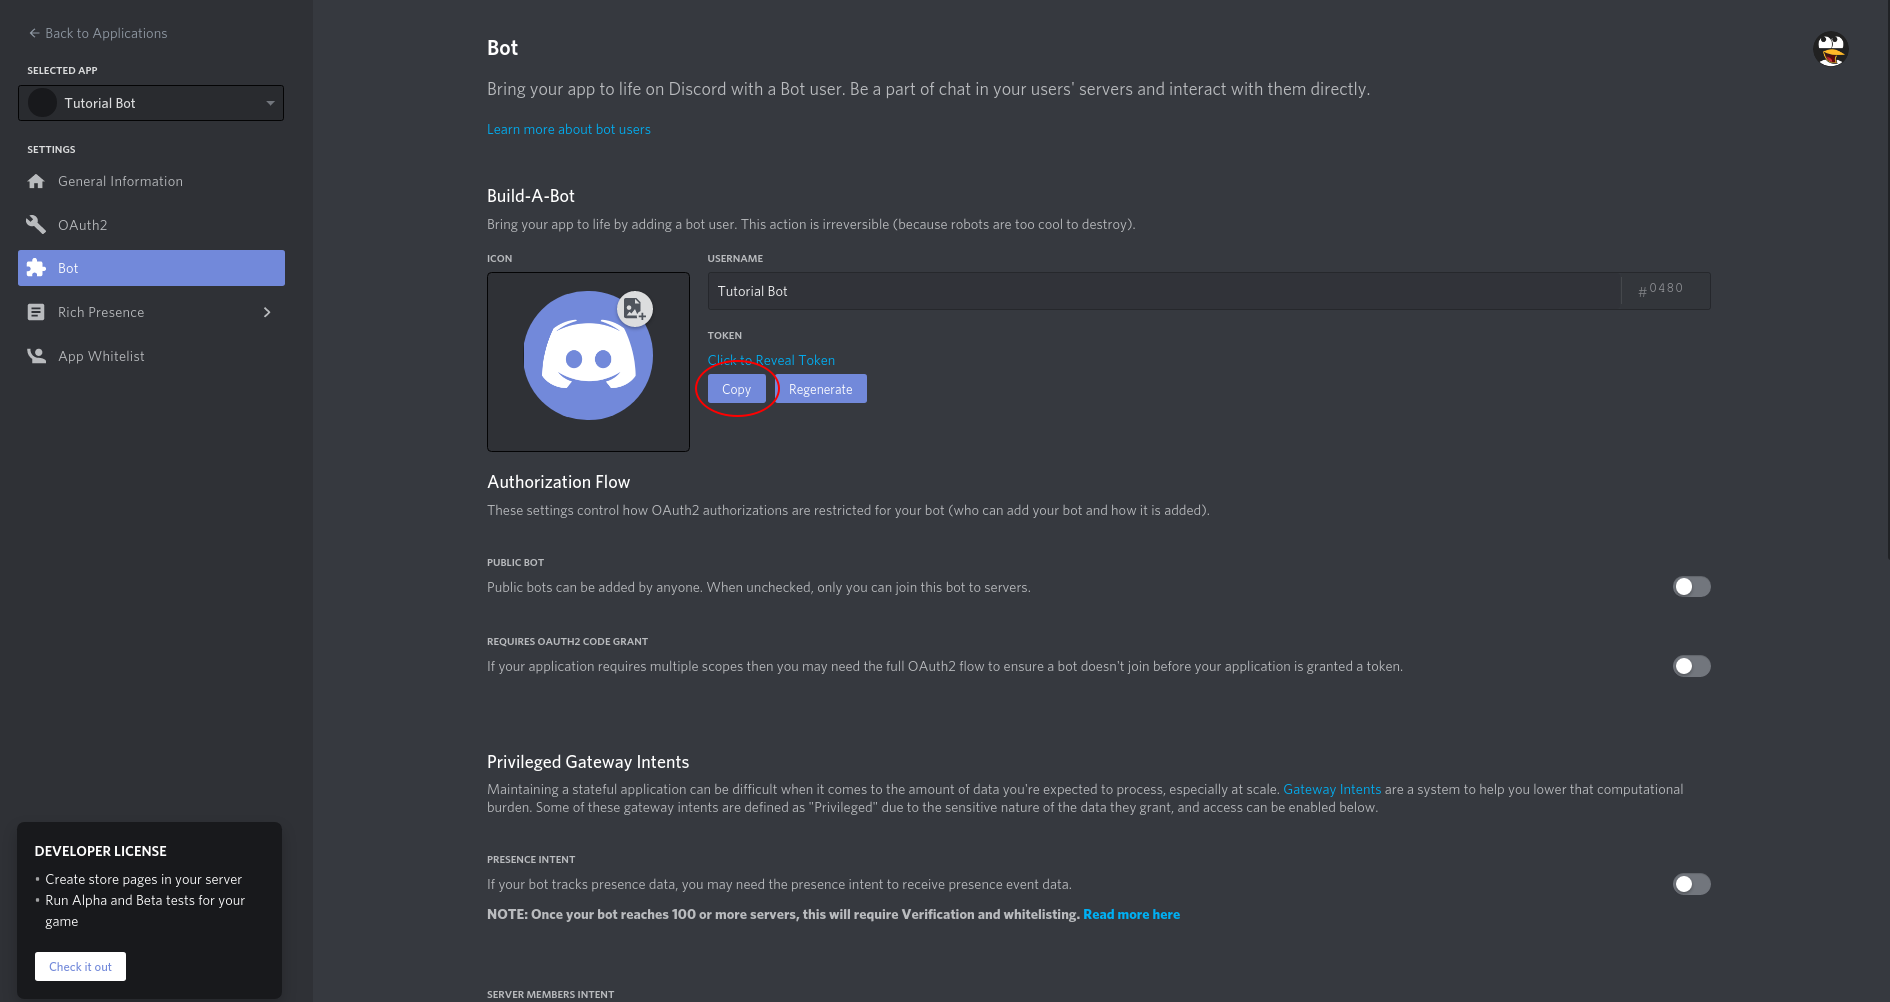 Back to Applications
SELECTED APP
Tutorial Bot
SETTINGS
General Information
OAuth2
Bot
Rich Presence
App Whitelist
DEVELOPER LICENSE
• Create store pages in your server
• Run Alpha and Beta tests for your
game
Check it out
Bot
Bring your app to life on Discord with a Bot user. Be a part of chat in your users' servers and interact with them directly.
Learn more about bot users
Build-A-Bot
Bring your app to life by adding a bot user. This action is irreversible (because robots are too cool to destroy).
ICON
USERNAME
Tutorial Bot
#0480
TOKEN
Click to Reveal Token
Copy
Regenerate
Authorization Flow
These settings control how OAuth2 authorizations are restricted for your bot (who can add your bot and how it is added).
PUBLIC BOT
Public bots can be added by anyone. When unchecked, only you can join this bot to servers.
REQUIRES OAUTH2 CODE GRANT
If your application requires multiple scopes then you may need the full OAuth2 flow to ensure a bot doesn't join before your application is granted a token.
Privileged Gateway Intents
Maintaining a stateful application can be difficult when it comes to the amount of data you're expected to process, especially at scale. Gateway Intents are a system to help you lower that computational
burden. Some of these gateway intents are defined as "Privileged" due to the sensitive nature of the data they grant, and access can be enabled below.
PRESENCE INTENT
If your bot tracks presence data, you may need the presence intent to receive presence event data.
NOTE: Once your bot reaches 100 or more servers, this will require Verification and whitelisting. Read more here
SERVER MEMBERS INTENT